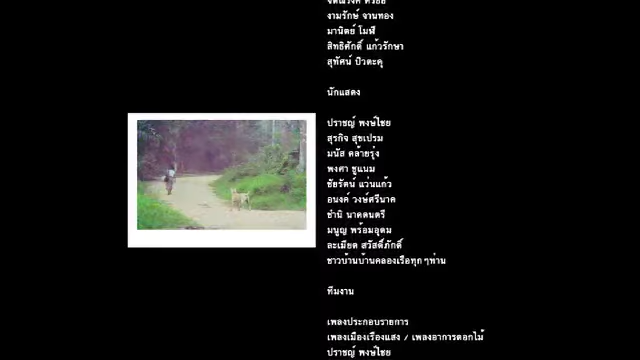 งามรักษ์ จานทอง
มานิตย์ โมฬี
สิทธิศักดิ์ แก้วรักษา
สุทัศน์ ปิวตะคุ
นักแสดง
ปราชญ์ พงษ์ไชย
สุรกิจ สุขเปรม
มนัส คล้ายรุ่ง
พงศา ชูแนม
ชัยรัตน์ แว่นแก้ว
อนงค์ วงษ์ศรีนาค
ชำนิ นาคดนตรี
มนูญ พร้อมอุดม
ละเมียด สวัสดิ์ภักดิ์
ชาวบ้านบ้านคลองเรือทุกๆท่าน
ทีมงาน
เพลงประกอบรายการ
เพลงเมืองเรืองแสง / เพลงอาการดอกไม้
ปราชญ์ พงษ์ไชย